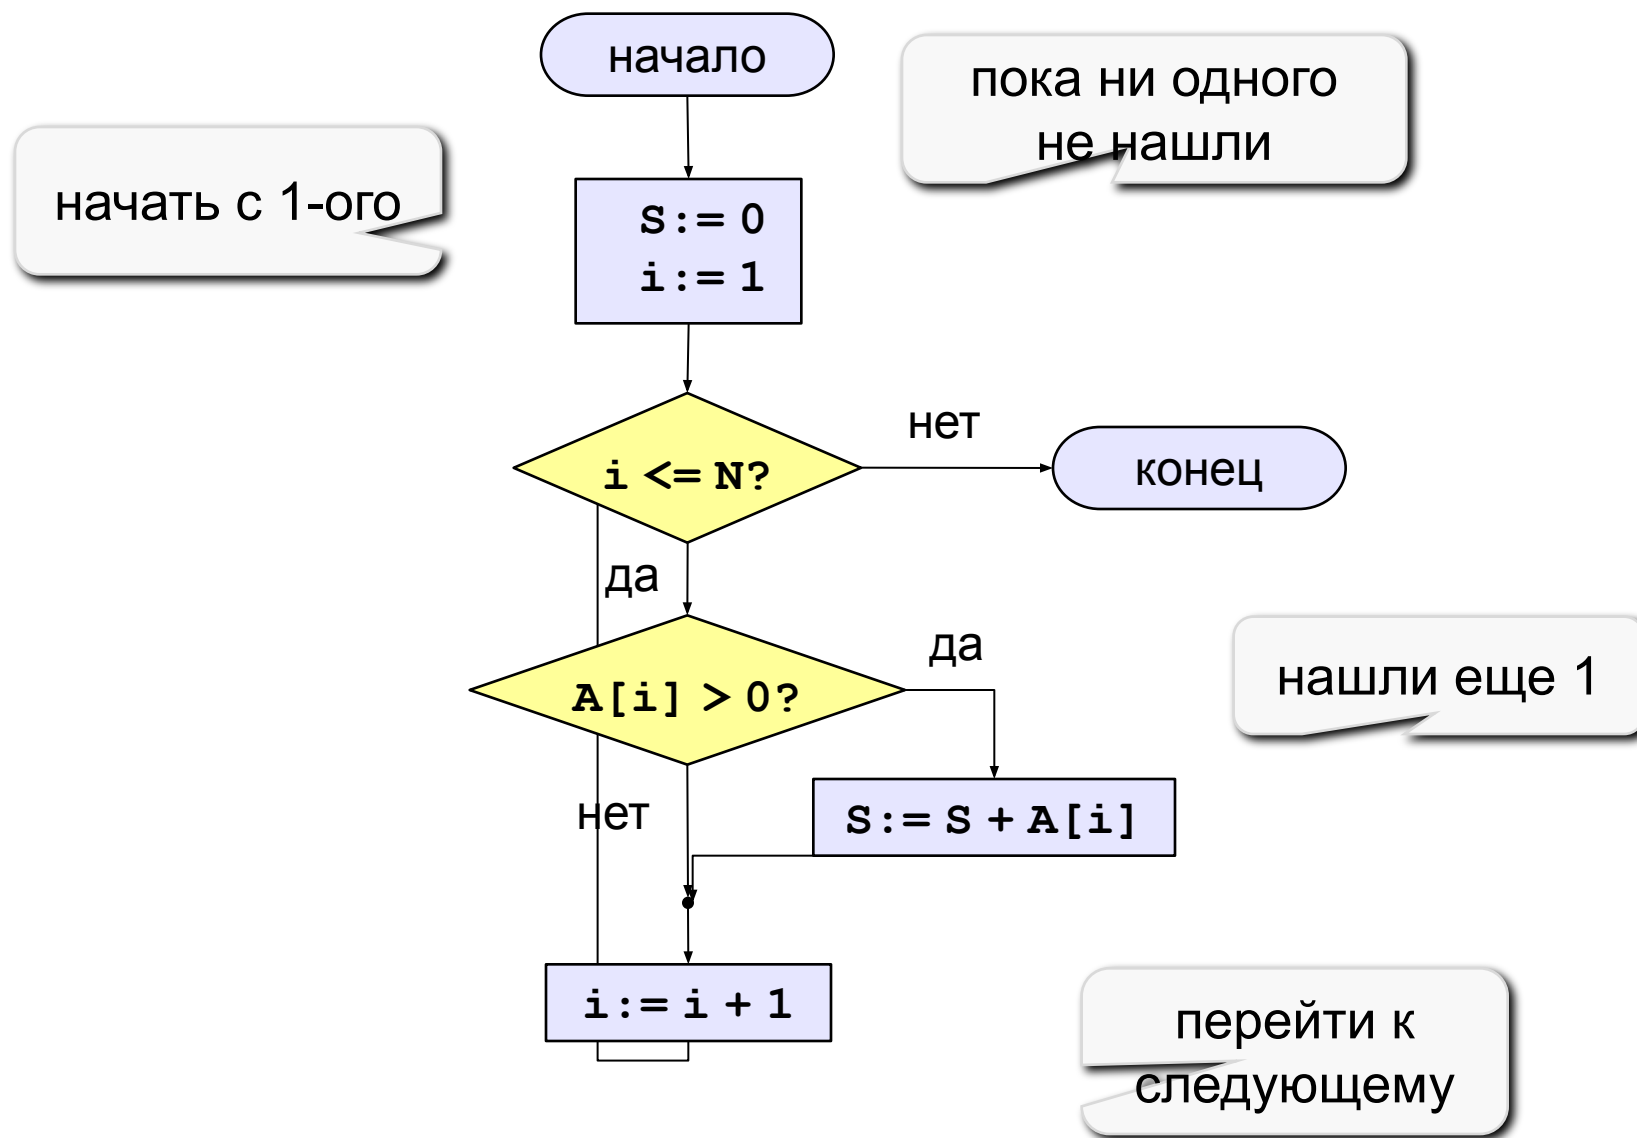 начало
пока ни одного
не нашли
начать с 1-ого
S:= 0
i:= 1
i <= N?
нет
конец
да
A[i] > 0?
да
нашли еще 1
нет
S:= S + A[i]
i:= i + 1
перейти к
следующему